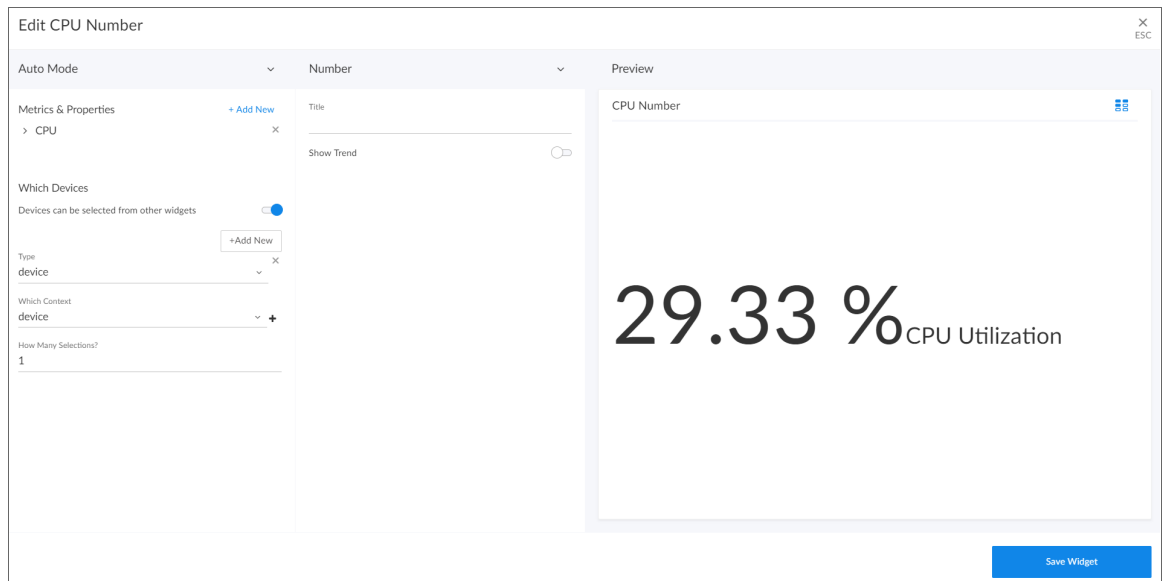 Edit CPU Number
ESC
Auto Mode
Metrics & Properties
+ Add New
CPU
Which Devices
Devices can be selected from other widgets
+Add New
Type
device
Which Context
device
How Many Selections?
1
Number
Title
Show Trend
Preview
CPU Number
29.33 % CPU Utilization
Save Widget